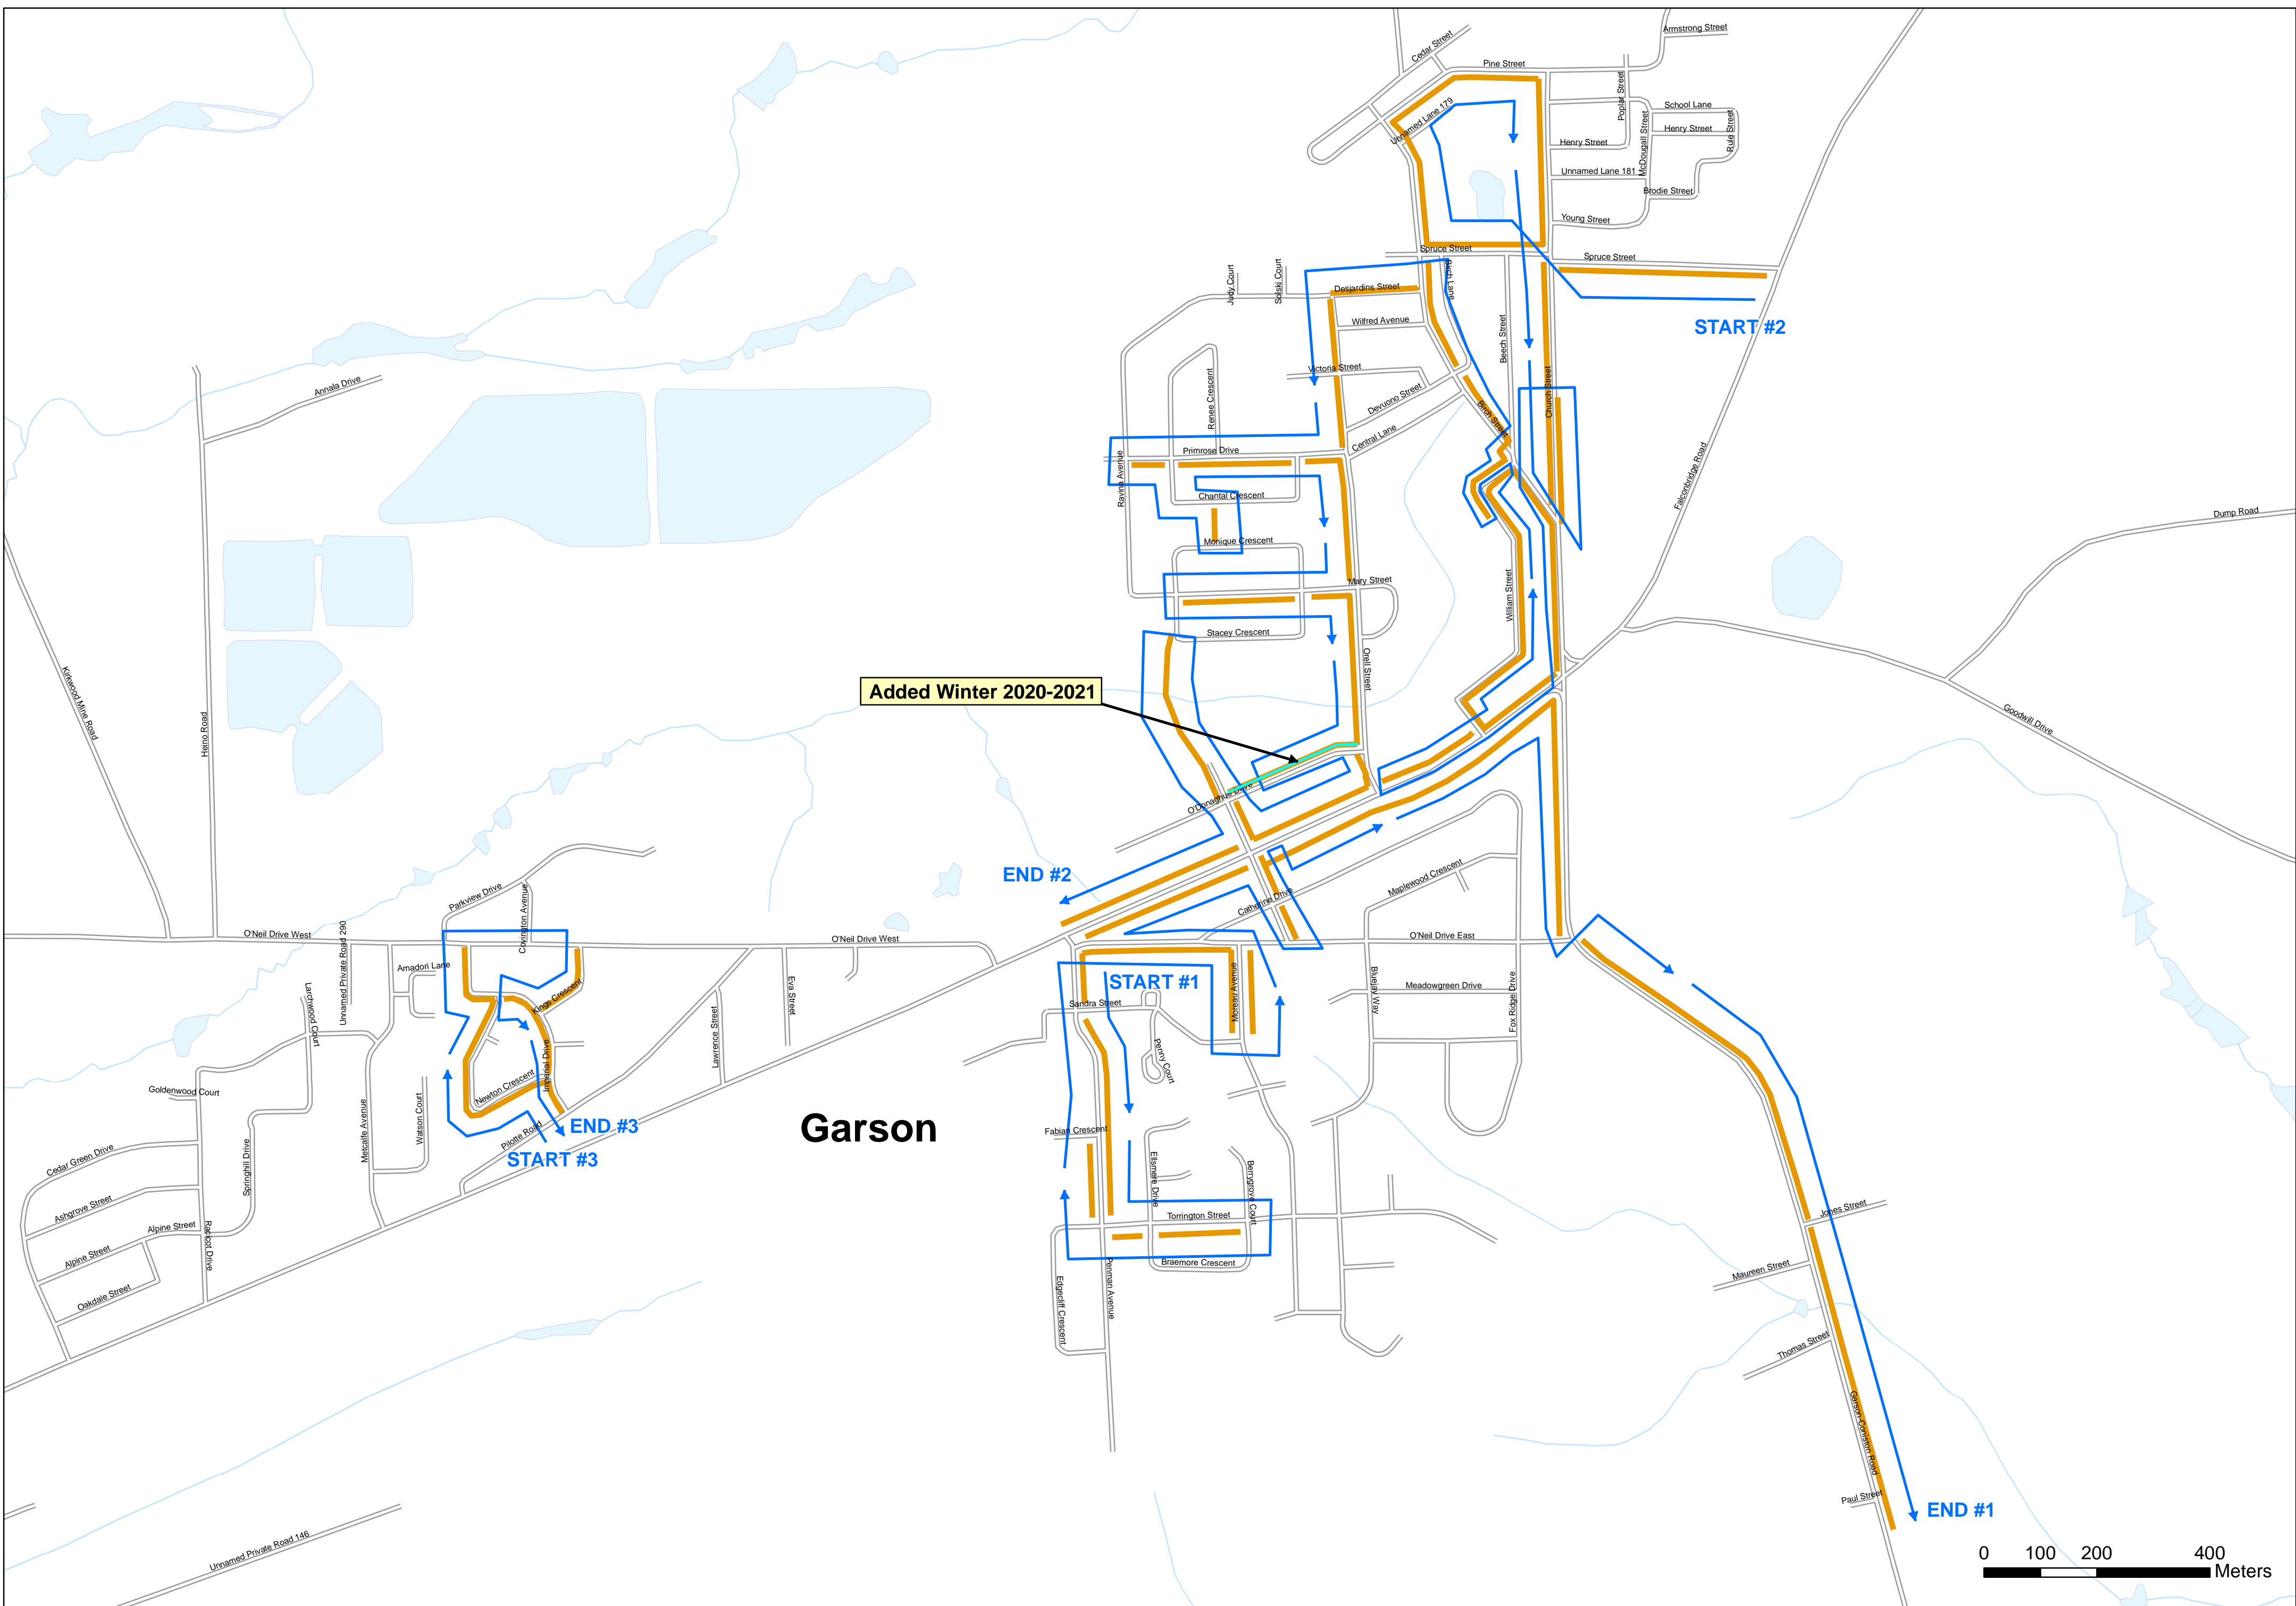 Armstrong Street
Cedar Street
Pine Street
Poplar Street
Unnamed Lane 179
School Lane
Henry Street
Rule Street
McDougall Street
Henry Street
Unnamed Lane 181
Brodie Street
Young Street
Spruce Street
Spruce Street
Birch Lane
Judy Court
Solski Court
Desjardins Street
START #2
Wilfred Avenue
Beech Street
Victoria Street
Annala Drive
Renee Crescent
Devuono Street
Church Street
Birch Street
Central Lane
Primrose Drive
Ravina Avenue
Falconbridge Road
Chantal Crescent
Dump Road
Monique Crescent
Mary Street
William Street
Stacey Crescent
Orell Street
Added Winter 2020-2021
Kirkwood Mine Road
Heino Road
Goodwill Drive
O'Donaghue Drive
END #2
Maplewood Crescent
Catherine Drive
Parkview Drive
Covington Avenue
Unnamed Private Road 290
O'Neil Drive West
O'Neil Drive West
O'Neil Drive East
Amadori Lane
Kings Crescent
Eva Street
START #1
Moreau Avenue
Bluejay Way
Meadowgreen Drive
Fox Ridge Drive
Larchwood Court
Sandra Street
Lawrence Street
Penny Court
Imperial Drive
Newton Crescent
Goldenwood Court
Watson Court
Metcalfe Avenue
Garson
END #3
Pilotte Road
START #3
Fabian Crescent
Cedar Green Drive
Springhill Drive
Ellsmere Drive
Berrygrove Court
Ashgrove Street
Torrington Street
Jones Street
Alpine Street
Alpine Street
Racicot Drive
Braemore Crescent
Maureen Street
Oakdale Street
Edgecliff Crescent
Penman Avenue
Thomas Street
Garson-Coniston Road
Paul Street
END #1
Unnamed Private Road 146
0 100 200 400
Meters